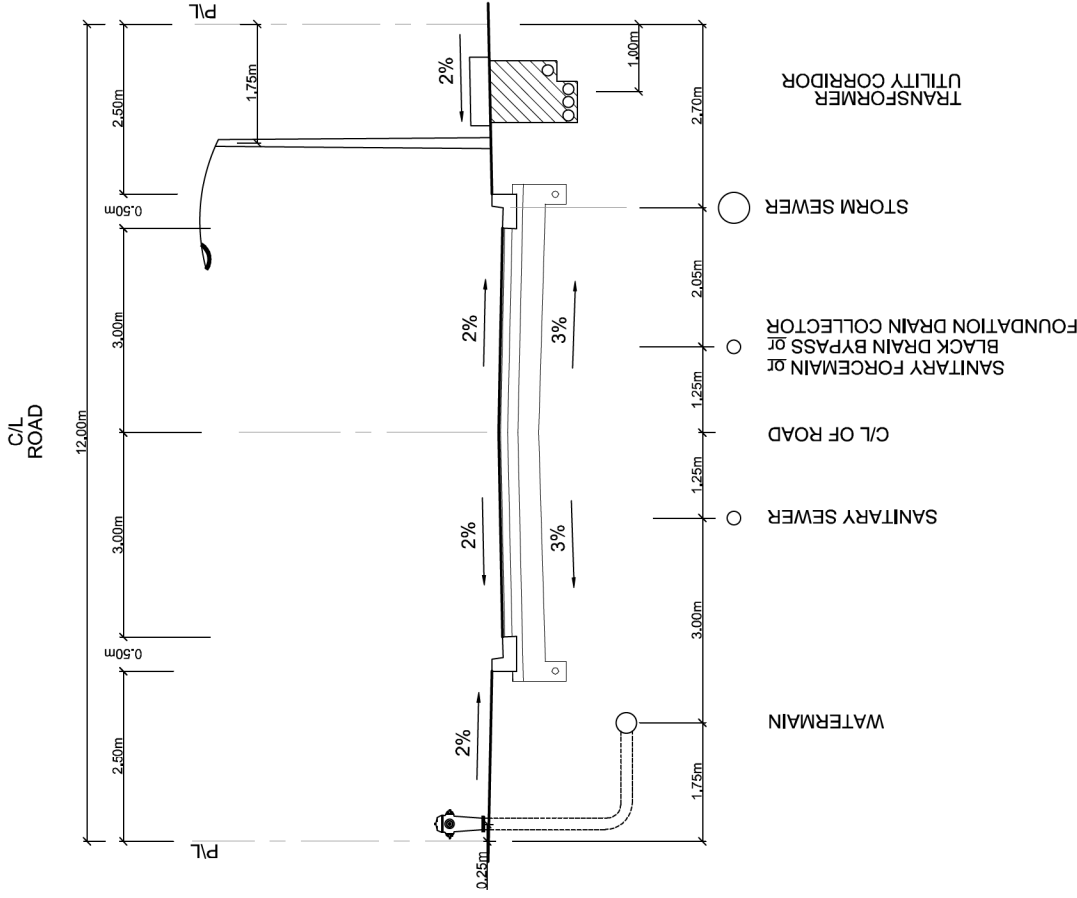 C/L
ROAD
12.00m
P\L
P\L
2.50m
0.50m
3.00m
3.00m
0.50m
2.50m
1.75m
2%
2%
2%
2%
3%
3%
0.25m
1.00m
1.75m
3.00m
1.25m
1.25m
2.05m
2.70m
WATERMAIN
SANITARY SEWER
C/L OF ROAD
SANITARY FORCEMAIN or
BLACK DRAIN BYPASS or
FOUNDATION DRAIN COLLECTOR
STORM SEWER
TRANSFORMER
UTILITY CORRIDOR